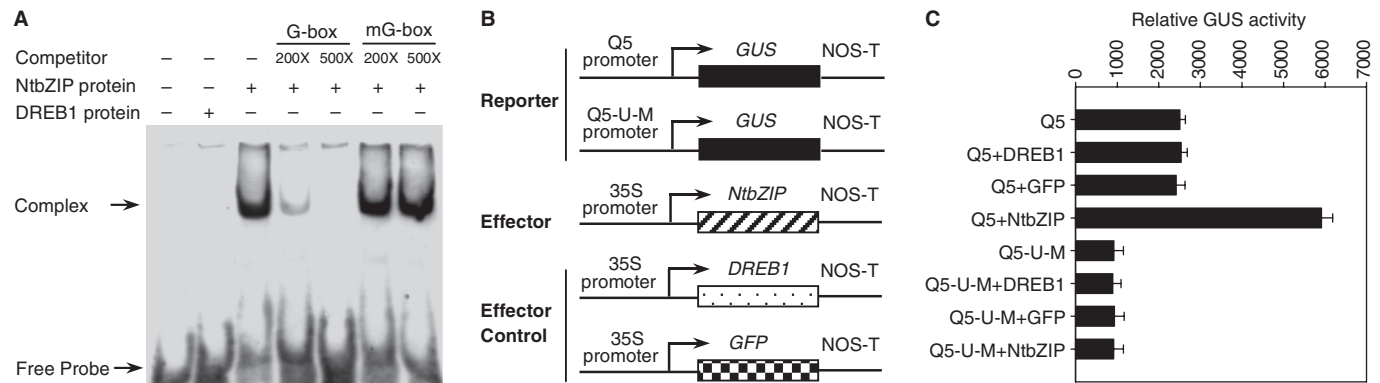 A
G-box mG-box
Competitor – – – 200X 500X 200X 500X
NtbZIP protein – – + + + + +
DREB1 protein – + – – – – –
Complex
Free Probe
B
Reporter
Q5 promoter GUS NOS-T
Q5-U-M promoter GUS NOS-T
Effector
35S promoter NtbZIP NOS-T
Effector Control
35S promoter DREB1 NOS-T
35S promoter GFP NOS-T
C
Relative GUS activity
0 1000 2000 3000 4000 5000 6000 7000
Q5
Q5+DREB1
Q5+GFP
Q5+NtbZIP
Q5-U-M
Q5-U-M+DREB1
Q5-U-M+GFP
Q5-U-M+NtbZIP